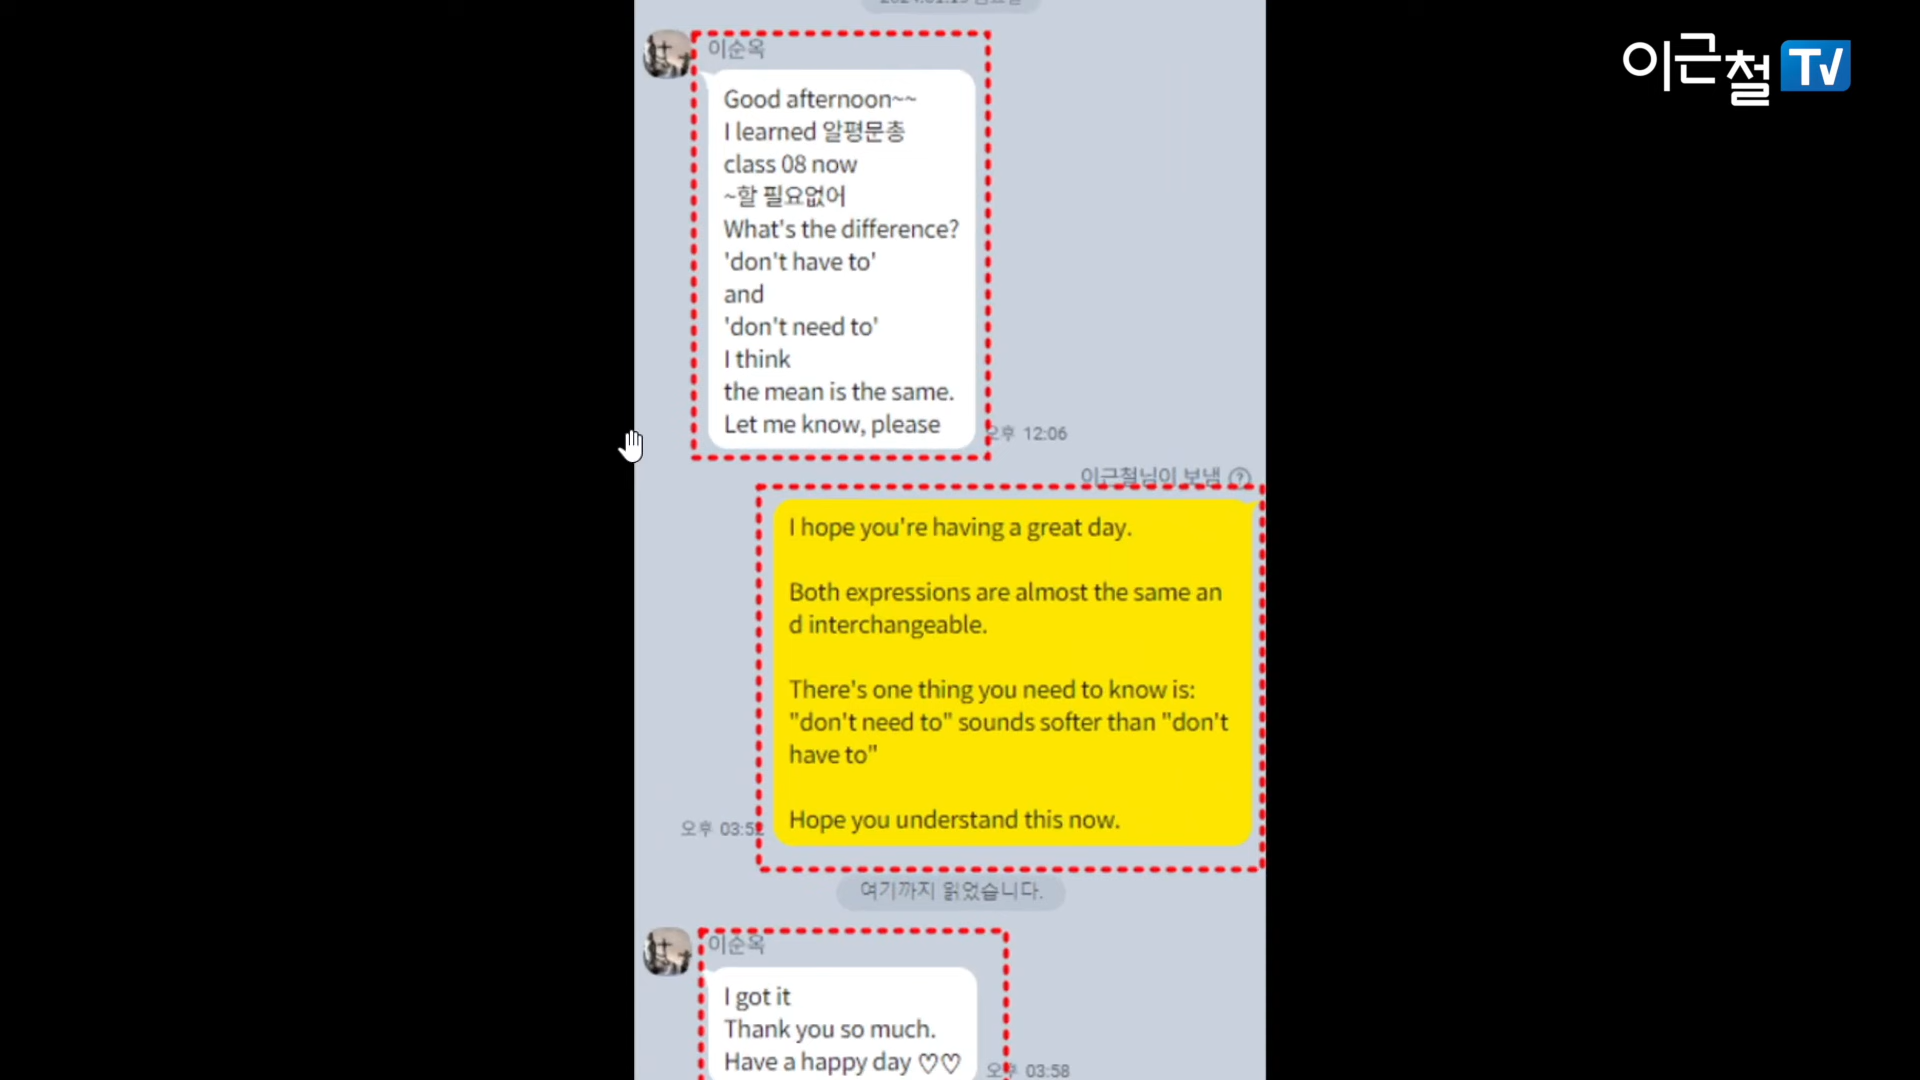 이근철 TV
이순옥
Good afternoon~~
I learned 알평문총
class 08 now
~할 필요없어
What's the difference?
'don't have to'
and
'don't need to'
I think
the mean is the same.
Let me know, please
오후 12:06
이근철님이 보냄 ?
I hope you're having a great day.
Both expressions are almost the same an
d interchangeable.
There's one thing you need to know is:
"don't need to" sounds softer than "don't
have to"
Hope you understand this now.
오후 03:52
여기까지 읽었습니다.
이순옥
I got it
Thank you so much.
Have a happy day ♡♡
오후 03:58